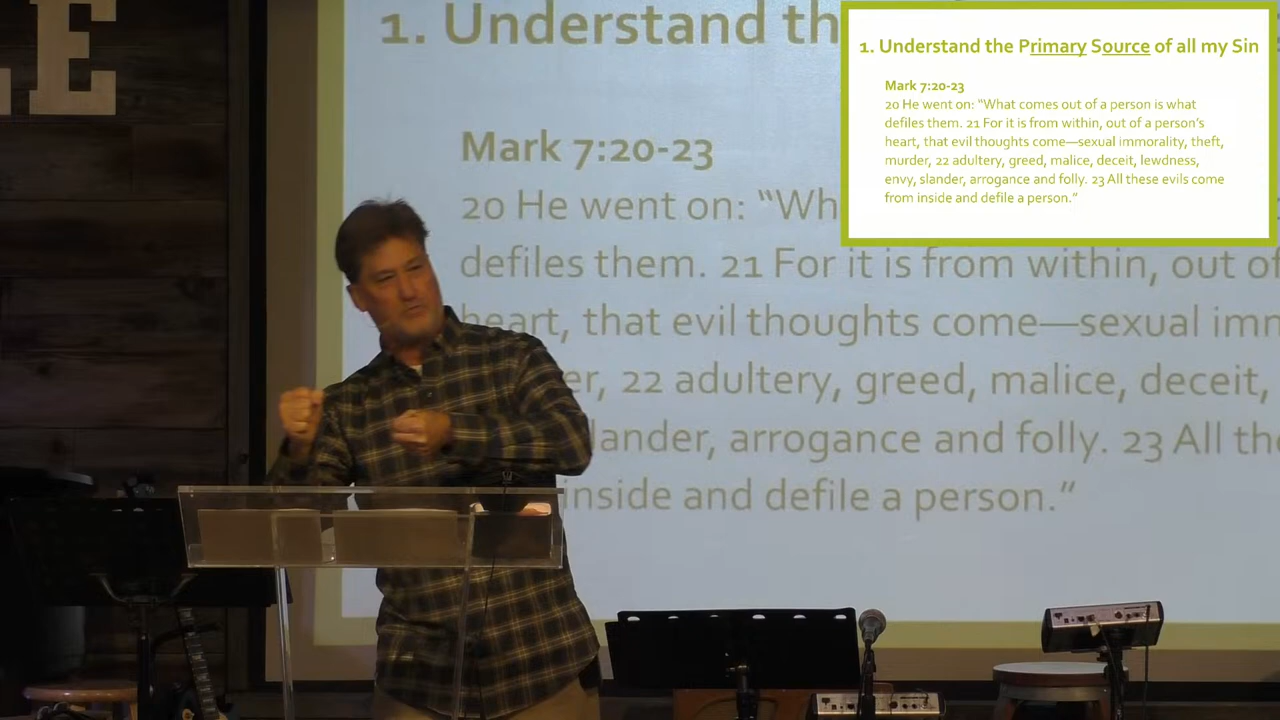 LE
1. Understand th
Mark 7:20-23
20 He went on: “Wh
defiles them. 21 For it is from within, out of
heart, that evil thoughts come—sexual imm
er, 22 adultery, greed, malice, deceit,
lander, arrogance and folly. 23 All the
inside and defile a person.”
1. Understand the Primary Source of all my Sin
Mark 7:20-23
20 He went on: “What comes out of a person is what
defiles them. 21 For it is from within, out of a person’s
heart, that evil thoughts come—sexual immorality, theft,
murder, 22 adultery, greed, malice, deceit, lewdness,
envy, slander, arrogance and folly. 23 All these evils come
from inside and defile a person.”